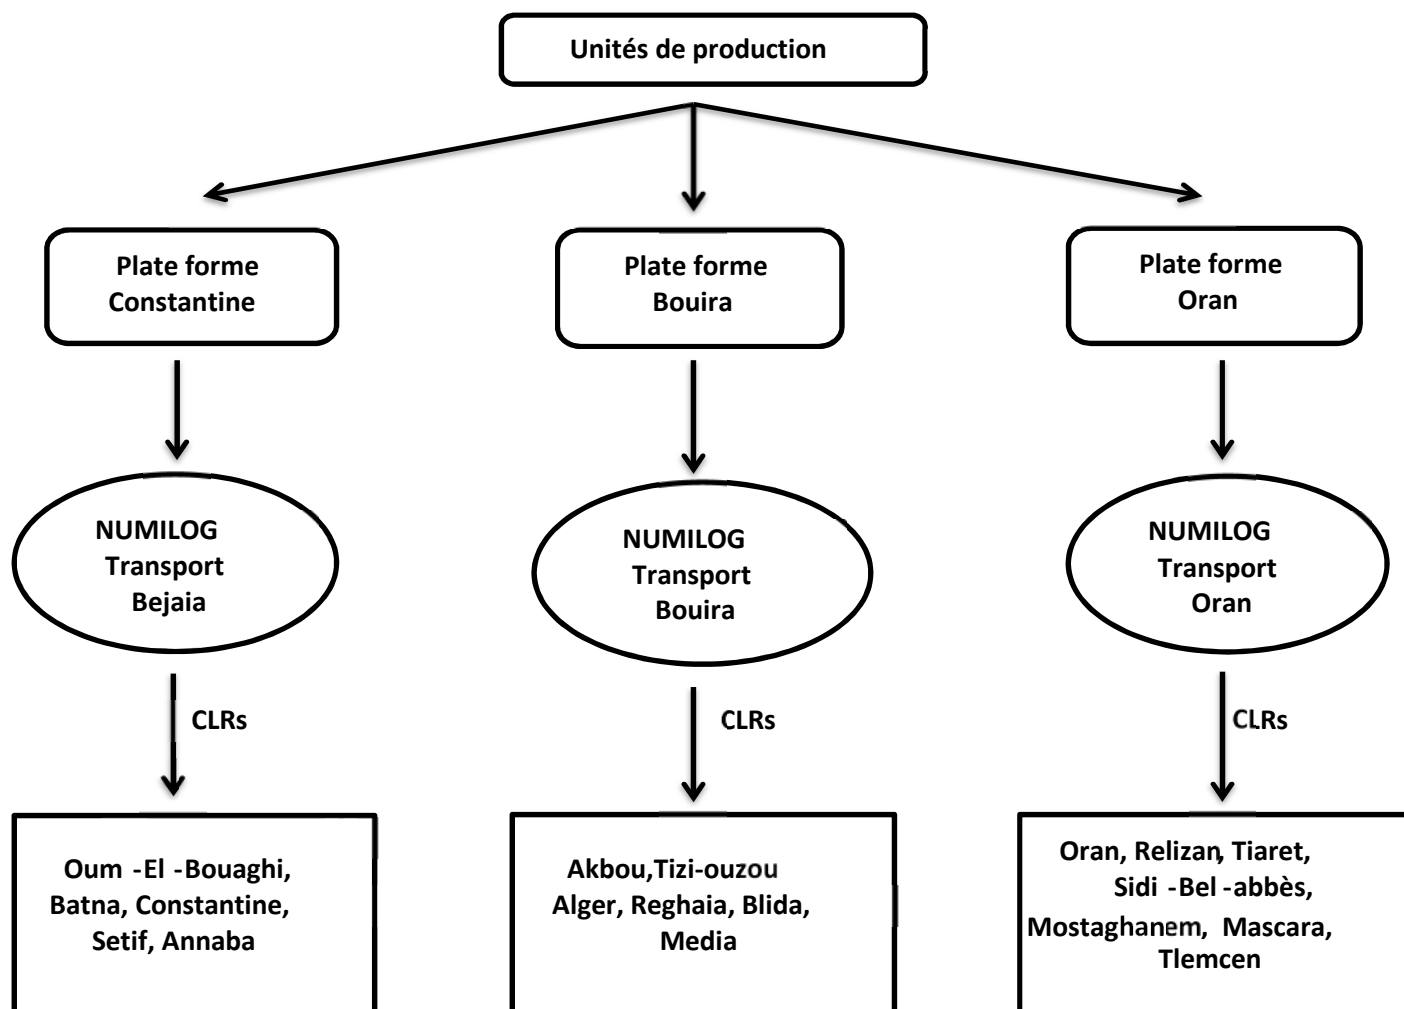 Unités de production
Plate forme
Constantine
Plate forme
Bouira
Plate forme
Oran
NUMILOG
Transport
Bejaia
NUMILOG
Transport
Bouira
NUMILOG
Transport
Oran
CLRs
CLRs
CLRs
Oum -El -Bouaghi,
Batna, Constantine,
Setif, Annaba
Akbou,Tizi-ouzou
Alger, Reghaia, Blida,
Media
Oran, Relizan, Tiaret,
Sidi -Bel -abbès,
Mostaghanem, Mascara,
Tlemcen